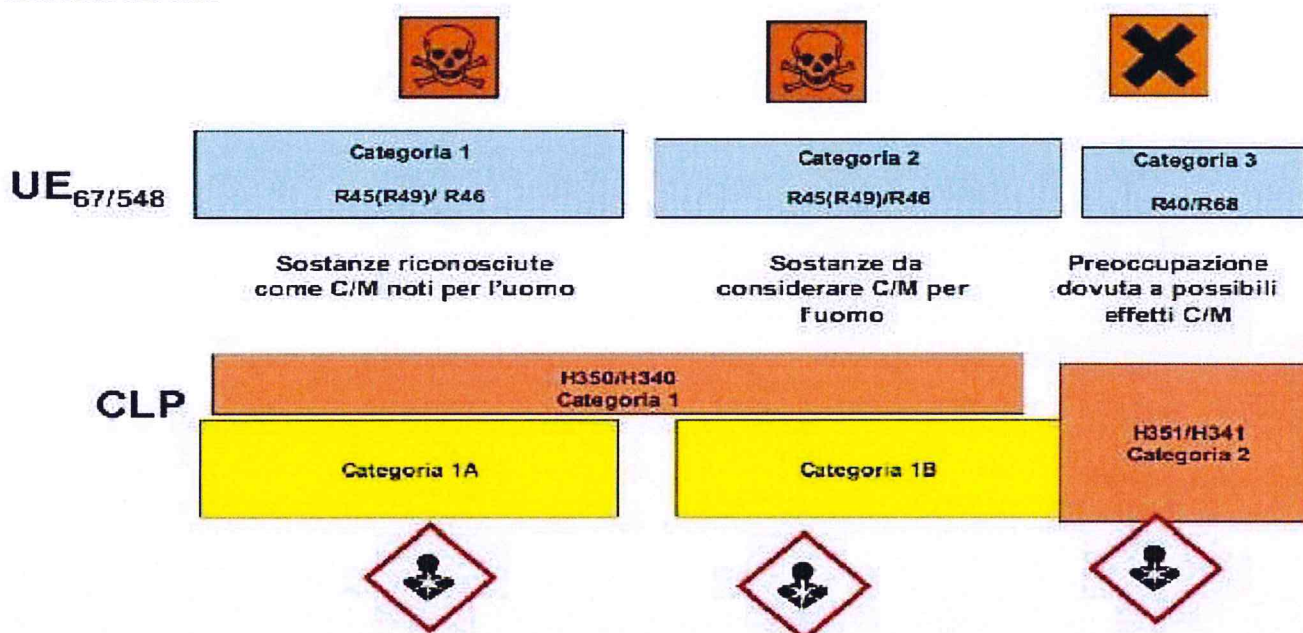 Categoria 1
R45(R49)/ R46
Categoria 2
R45(R49)/R46
Categoria 3
R40/R68
UE67/548
Sostanze riconosciute
come C/M noti per l'uomo
Sostanze da
considerare C/M per
l'uomo
Preoccupazione
dovuta a possibili
effetti C/M
CLP
H350/H340
Categoria 1
Categoria 1A
Categoria 1B
H351/H341
Categoria 2